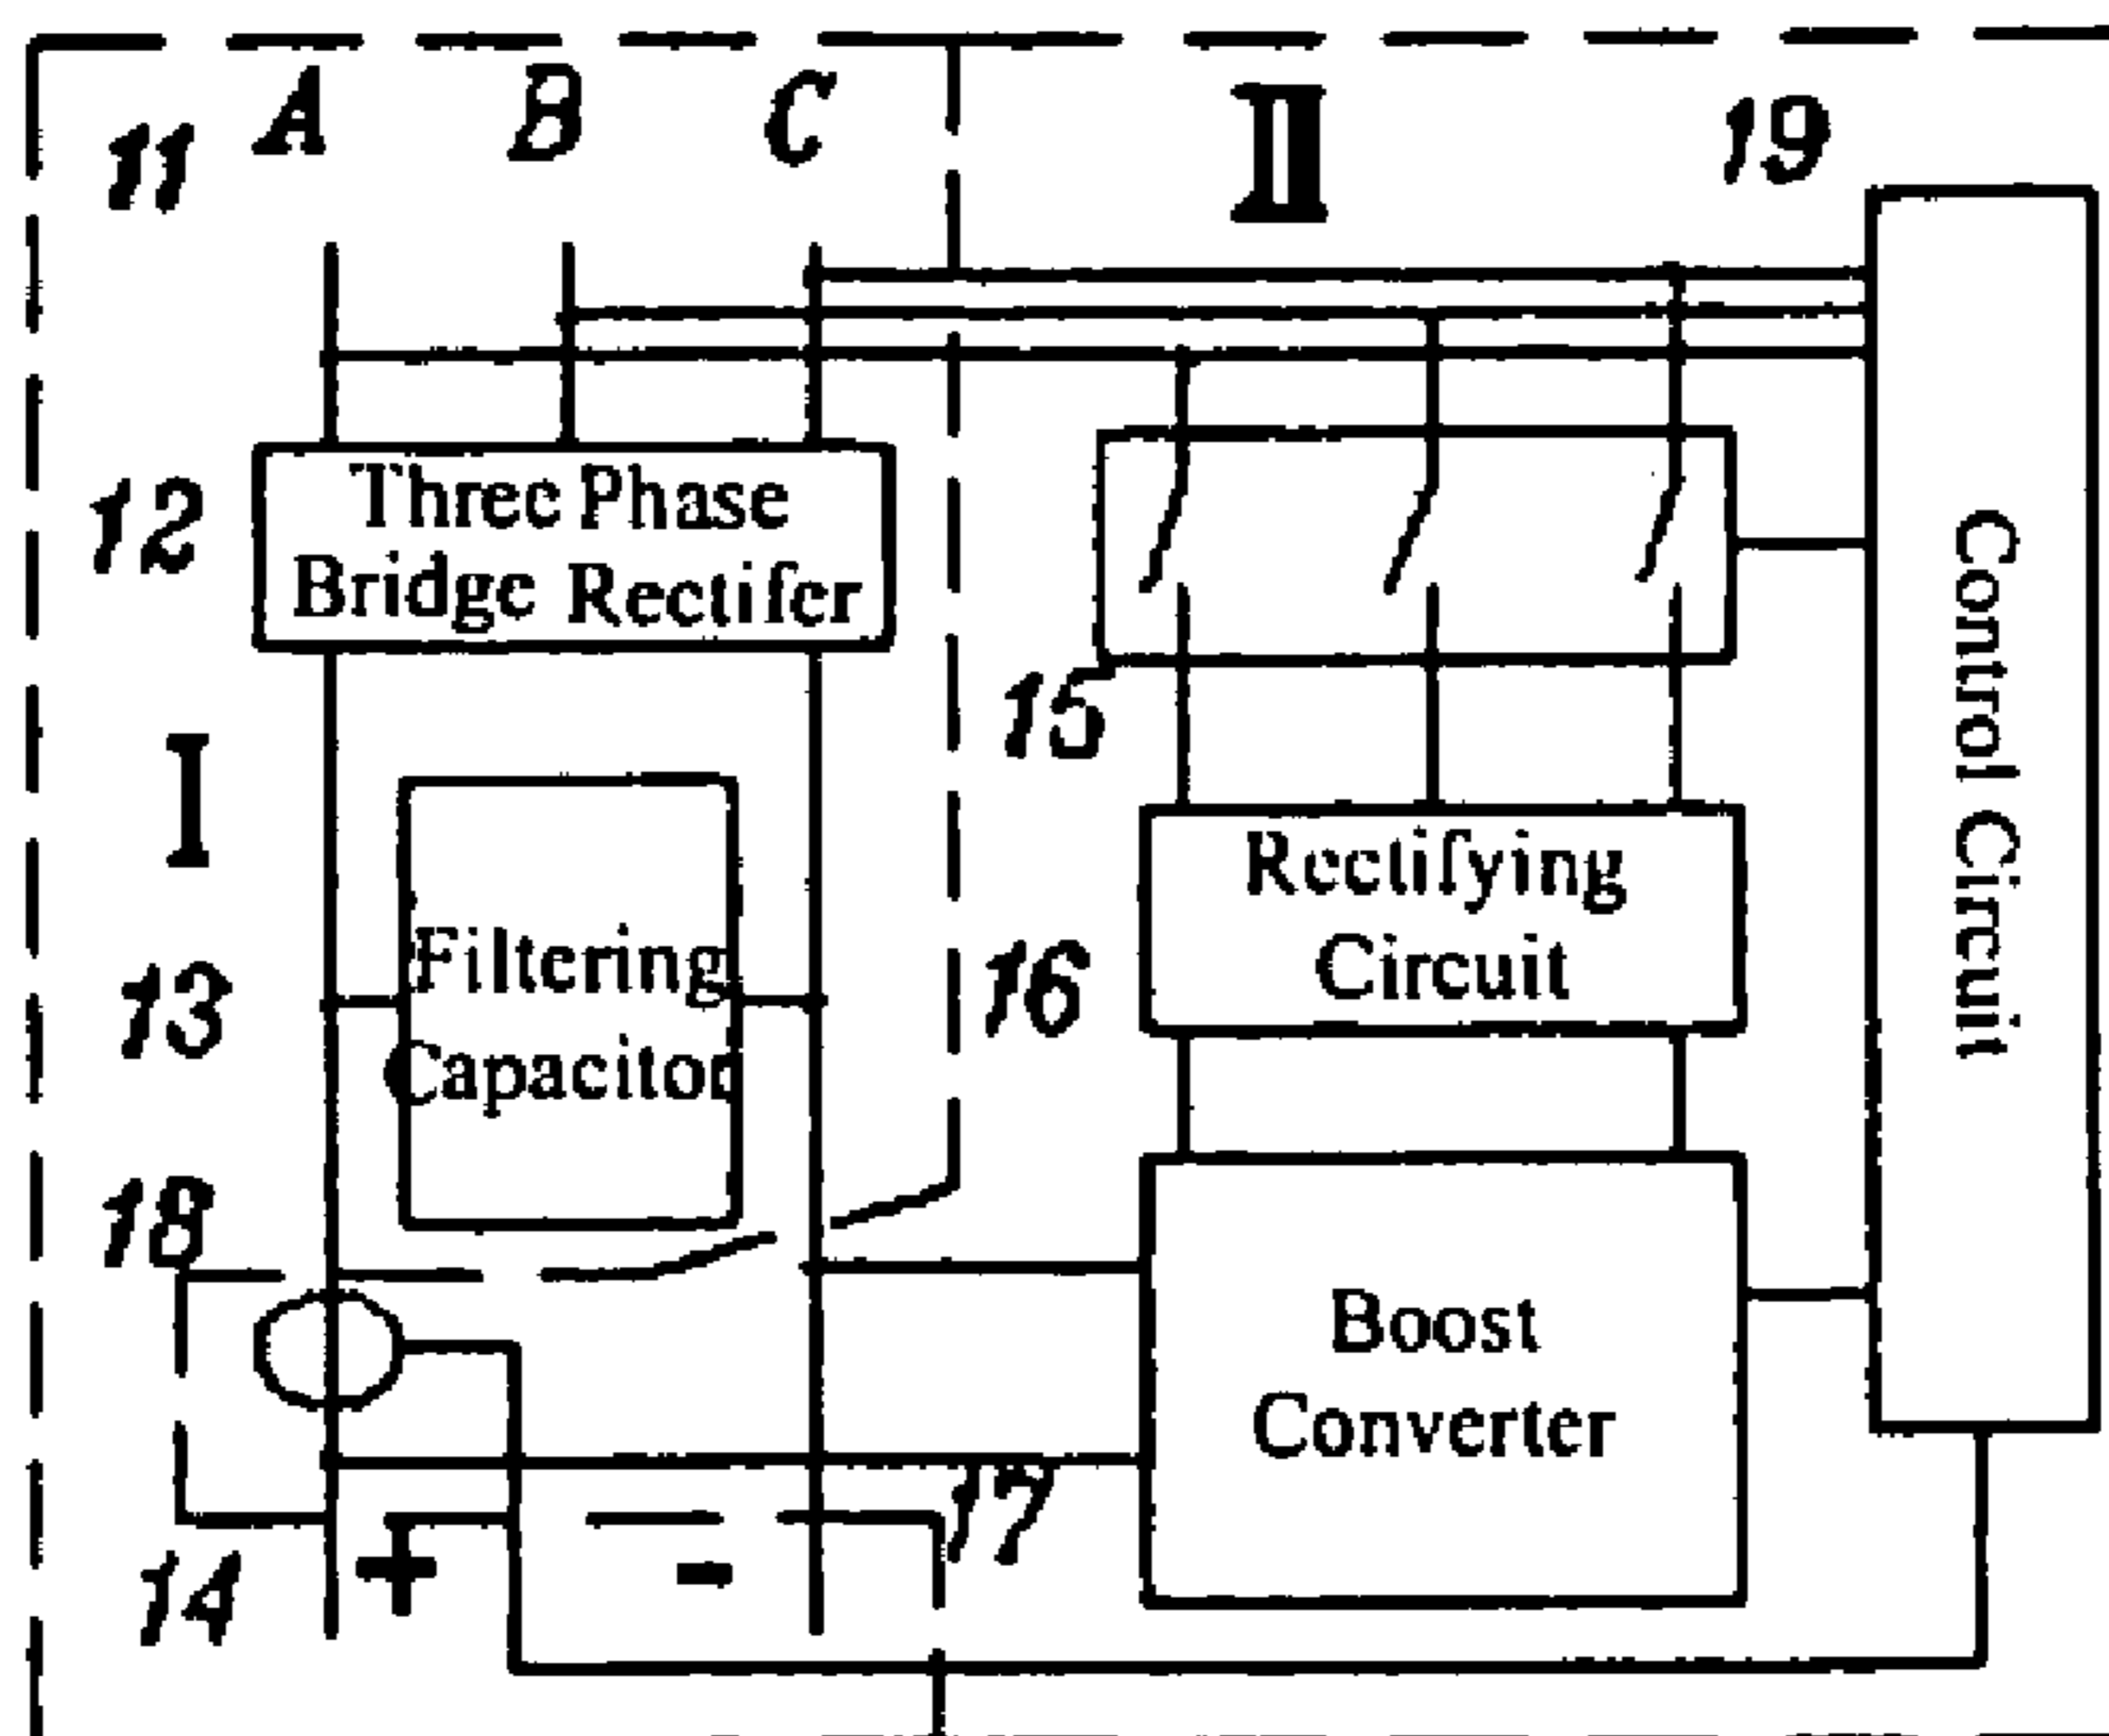 A B C
11
II
19
12
Three Phase
Bridge Rectifer
Control Circuit
15
I
Rectifying
Circuit
16
13
Filtering
Capacitor
18
Boost
Converter
17
14
+ -